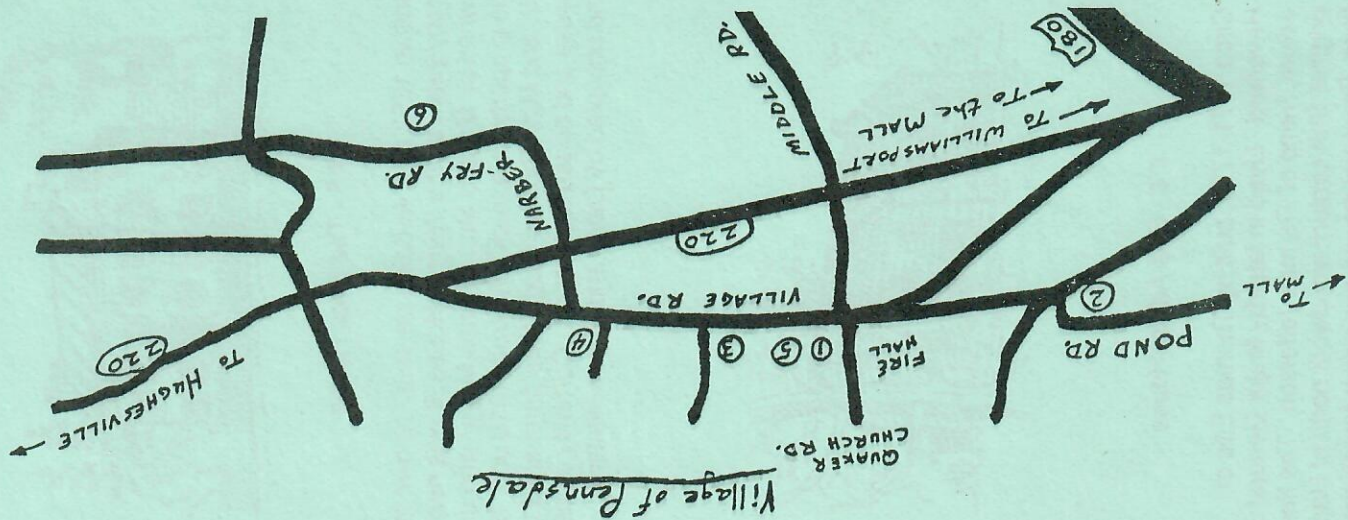 Village of Pennsdale
QUAKER
CHURCH RD.
To HUGHESVILLE
220
POND RD.
FIRE
HALL
1
5
3
4
To
MALL
2
VILLAGE RD.
220
NARBER-FRY RD.
6
To WILLIAMSPORT
To the MALL
MIDDLE RD.
180